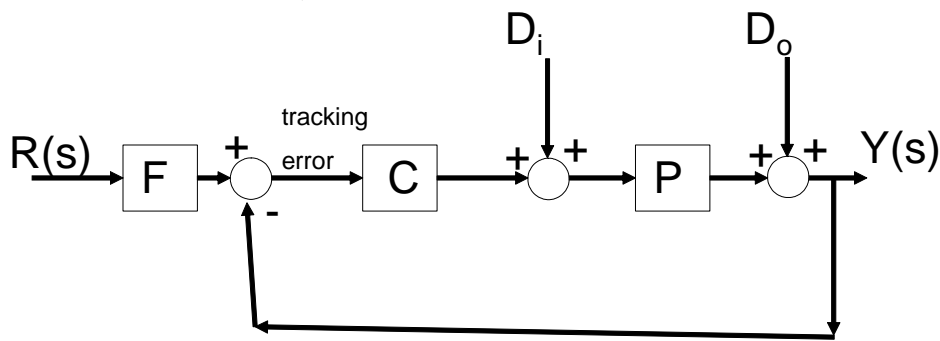 D_i D_o
tracking
R(s) F + error C + + P + + Y(s)
-